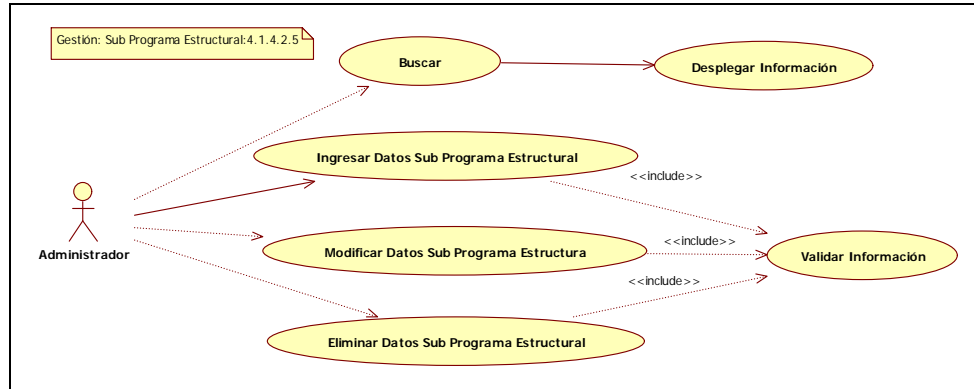 Gestión: Sub Programa Estructural:4.1.4.2.5
Buscar
Desplegar Información
Ingresar Datos Sub Programa Estructural
<<include>>
Administrador
Modificar Datos Sub Programa Estructura
<<include>>
Validar Información
<<include>>
Eliminar Datos Sub Programa Estructural